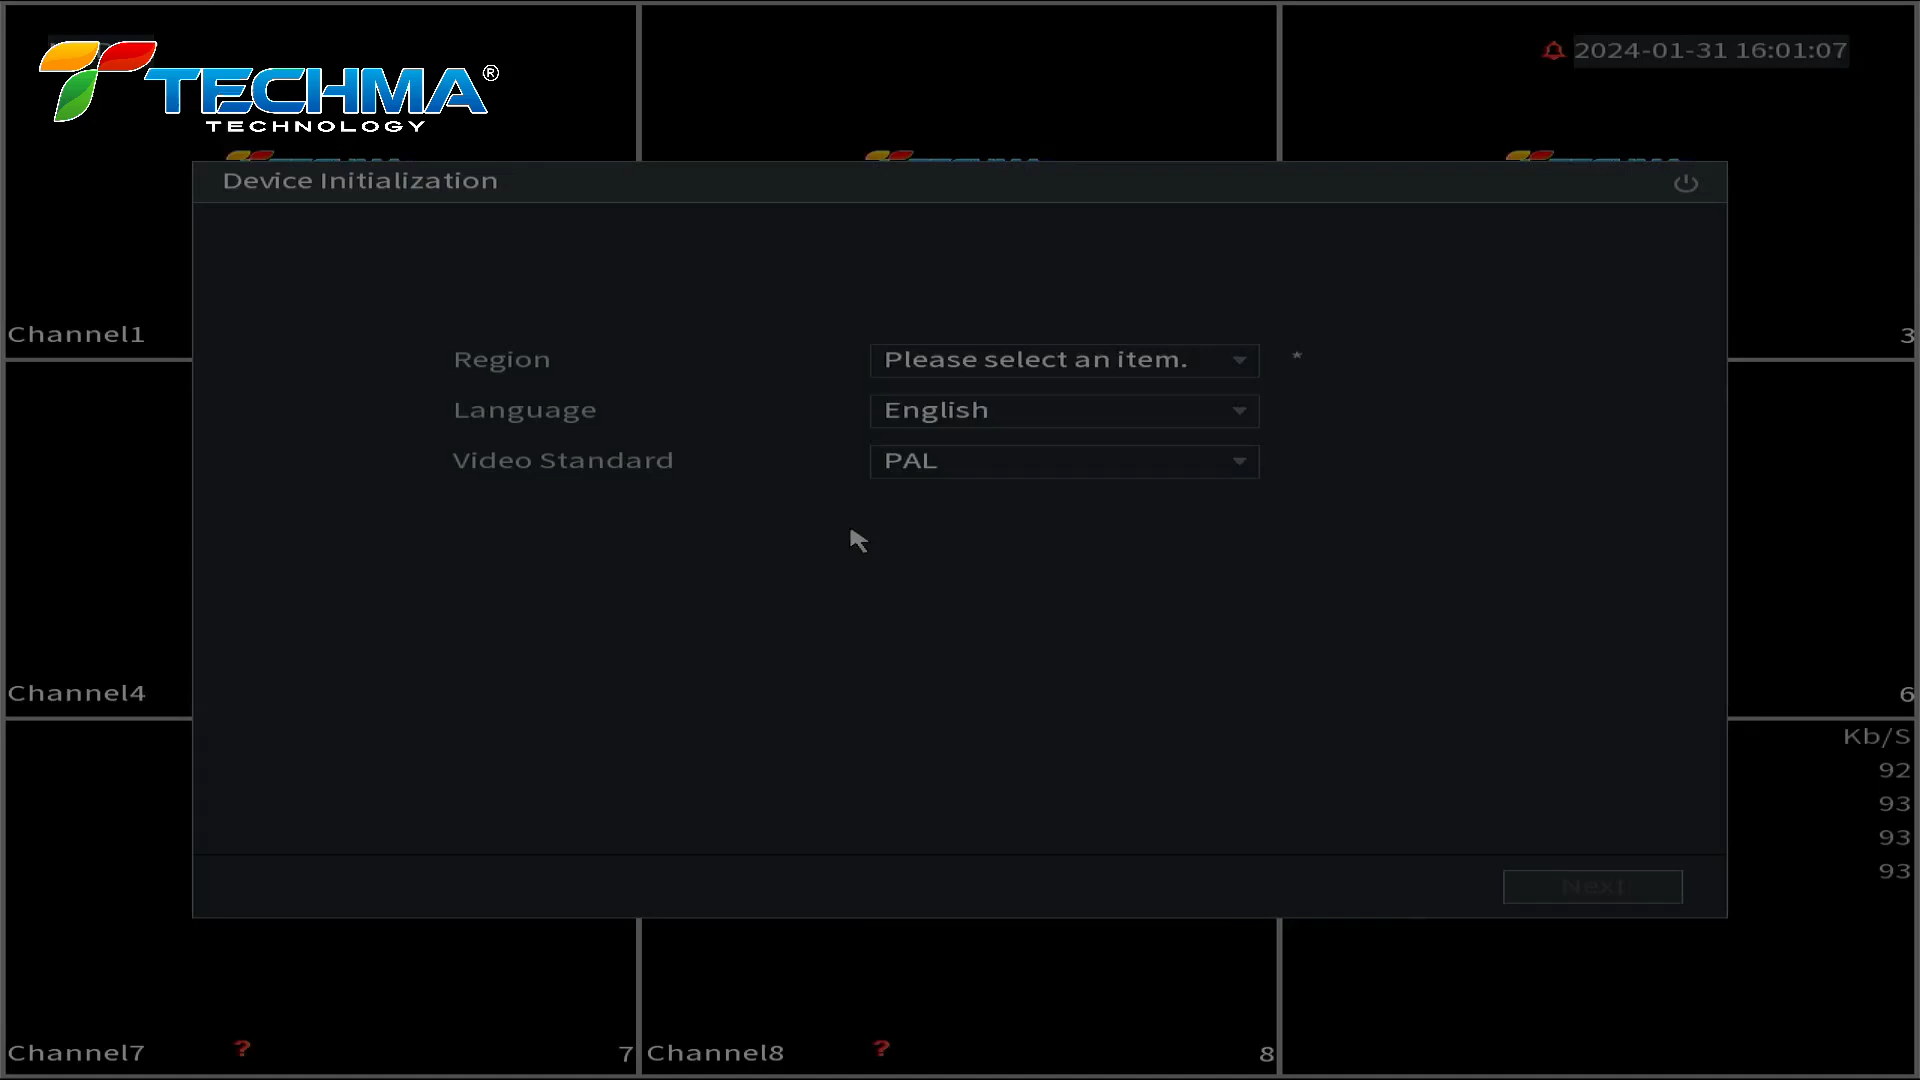 TECHMA®
TECHNOLOGY
2024-01-31 16:01:07
Device Initialization
Channel1
3
Region
Please select an item.
*
Language
English
Video Standard
PAL
Channel4
6
Kb/S
92
93
93
93
Next
Channel7
?
7
Channel8
?
8